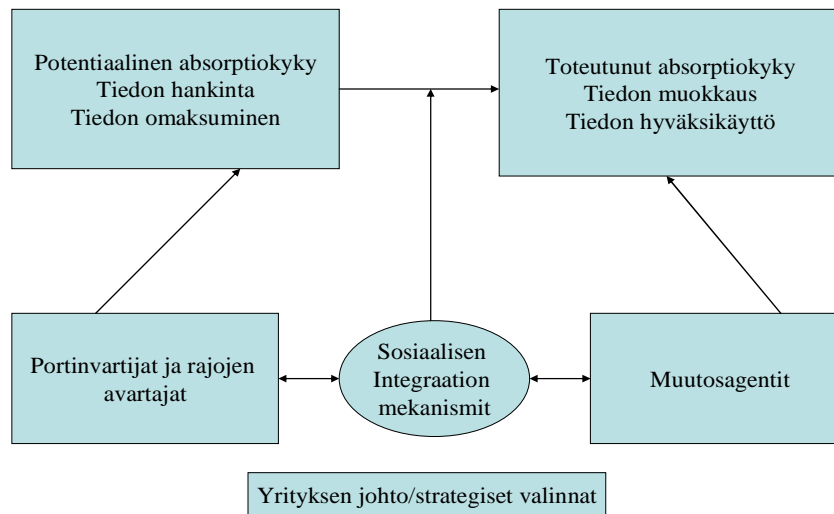 Potentiaalinen absorptiokyky
Tiedon hankinta
Tiedon omaksuminen
Toteutunut absorptiokyky
Tiedon muokkaus
Tiedon hyväksikäyttö
Portinvartijat ja rajojen
avartajat
Sosiaalisen
Integraation
mekanismit
Muutosagentit
Yrityksen johto/strategiset valinnat